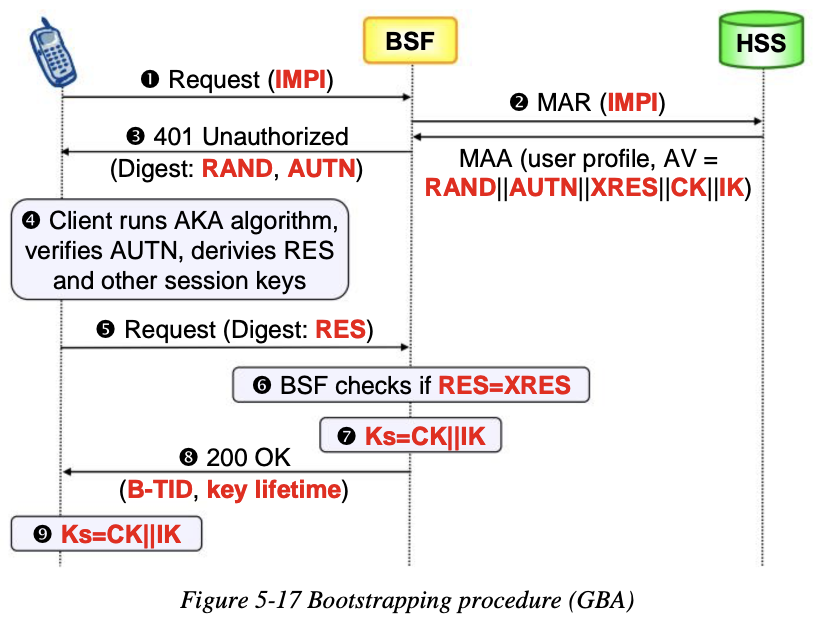 BSF
HSS
❶ Request (IMPI)
❷ MAR (IMPI)
❸ 401 Unauthorized
(Digest: RAND, AUTN)
MAA (user profile, AV =
RAND||AUTN||XRES||CK||IK)
❹ Client runs AKA algorithm,
verifies AUTN, derivies RES
and other session keys
❺ Request (Digest: RES)
❻ BSF checks if RES=XRES
❼ Ks=CK||IK
❽ 200 OK
(B-TID, key lifetime)
❾ Ks=CK||IK
Figure 5-17 Bootstrapping procedure (GBA)